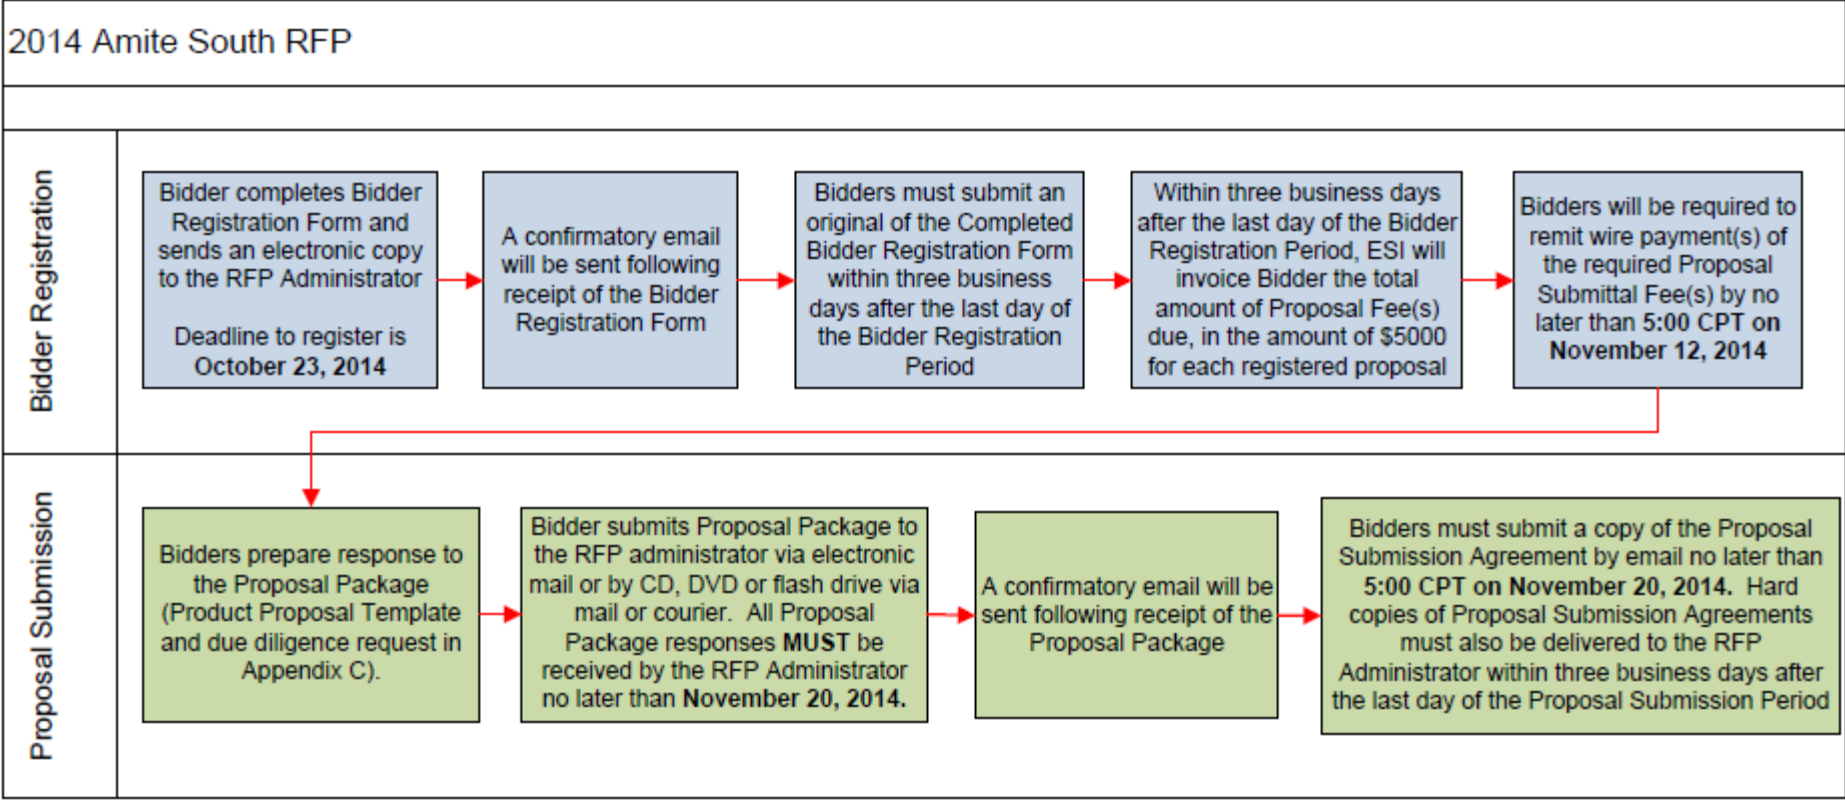 2014 Amite South RFP
Bidder Registration
Bidder completes Bidder
Registration Form and
sends an electronic copy
to the RFP Administrator
Deadline to register is
October 23, 2014
A confirmatory email
will be sent following
receipt of the Bidder
Registration Form
Bidders must submit an
original of the Completed
Bidder Registration Form
within three business
days after the last day of
the Bidder Registration
Period
Within three business days
after the last day of the Bidder
Registration Period, ESI will
invoice Bidder the total
amount of Proposal Fee(s)
due, in the amount of $5000
for each registered proposal
Bidders will be required to
remit wire payment(s) of
the required Proposal
Submittal Fee(s) by no
later than 5:00 CPT on
November 12, 2014
Proposal Submission
Bidders prepare response to
the Proposal Package
(Product Proposal Template
and due diligence request in
Appendix C).
Bidder submits Proposal Package to
the RFP administrator via electronic
mail or by CD, DVD or flash drive via
mail or courier.  All Proposal
Package responses MUST be
received by the RFP Administrator
no later than November 20, 2014.
A confirmatory email will be
sent following receipt of the
Proposal Package
Bidders must submit a copy of the Proposal
Submission Agreement by email no later than
5:00 CPT on November 20, 2014.  Hard
copies of Proposal Submission Agreements
must also be delivered to the RFP
Administrator within three business days after
the last day of the Proposal Submission Period